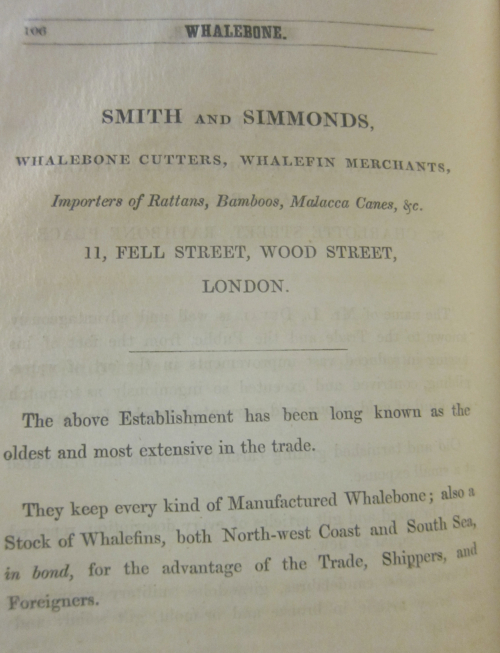 106 WHALEBONE.
SMITH AND SIMMONDS,
WHALEBONE CUTTERS, WHALEFIN MERCHANTS,
Importers of Rattans, Bamboos, Malacca Canes, &c.
11, FELL STREET, WOOD STREET,
LONDON.
The above Establishment has been long known as the
oldest and most extensive in the trade.
They keep every kind of Manufactured Whalebone; also a
Stock of Whalefins, both North-west Coast and South Sea,
in bond, for the advantage of the Trade, Shippers, and
Foreigners.